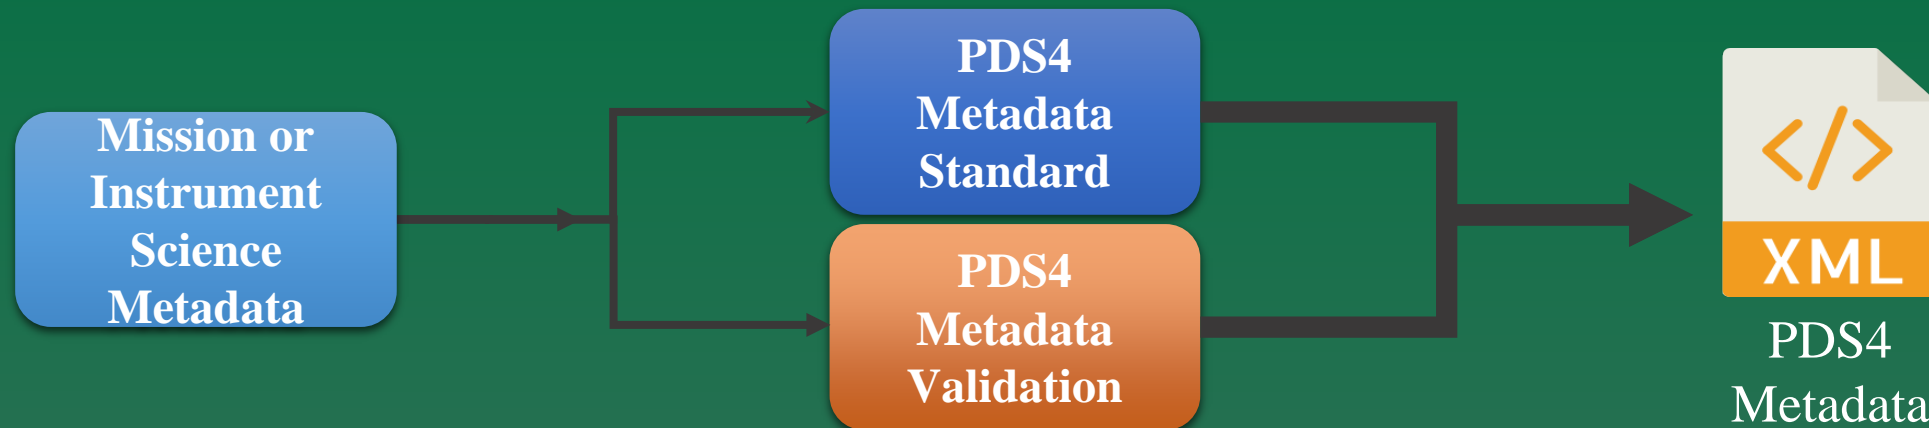 Mission or
Instrument
Science
Metadata
PDS4
Metadata
Standard
PDS4
Metadata
Validation
</>
XML
PDS4
Metadata